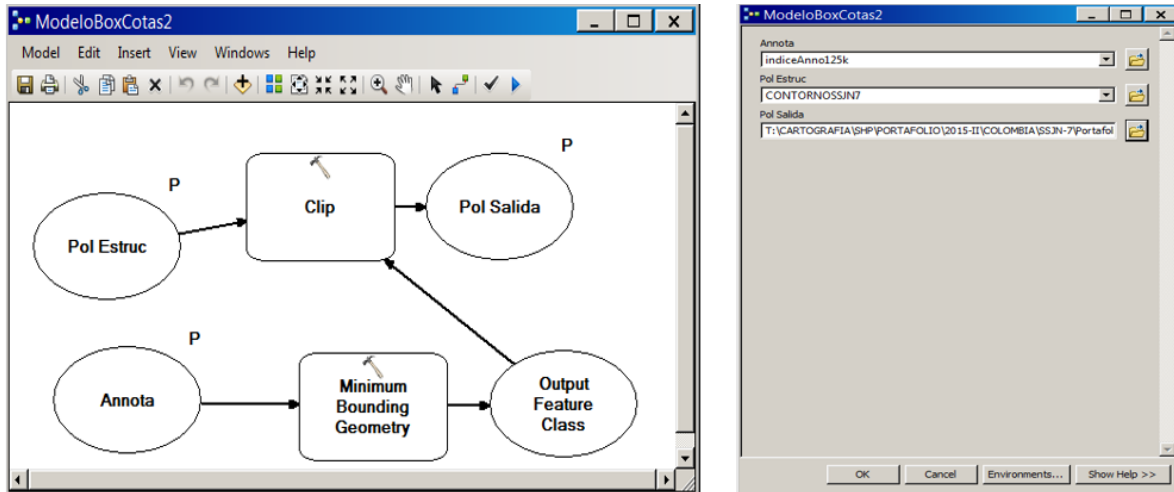 ModeloBoxCotas2
Model Edit Insert View Windows Help
P
Clip
Pol Salida
P
Pol Estruc
P
Annota
Minimum
Bounding
Geometry
Output
Feature
Class
ModeloBoxCotas2
Annota
indiceAnno125k
Pol Estruc
CONTORNOSSJN7
Pol Salida
T:\CARTOGRAFIA\SHP\PORTAFOLIO\2015-II\COLOMBIA\SSJN-7\Portafol
OK Cancel Environments... Show Help >>